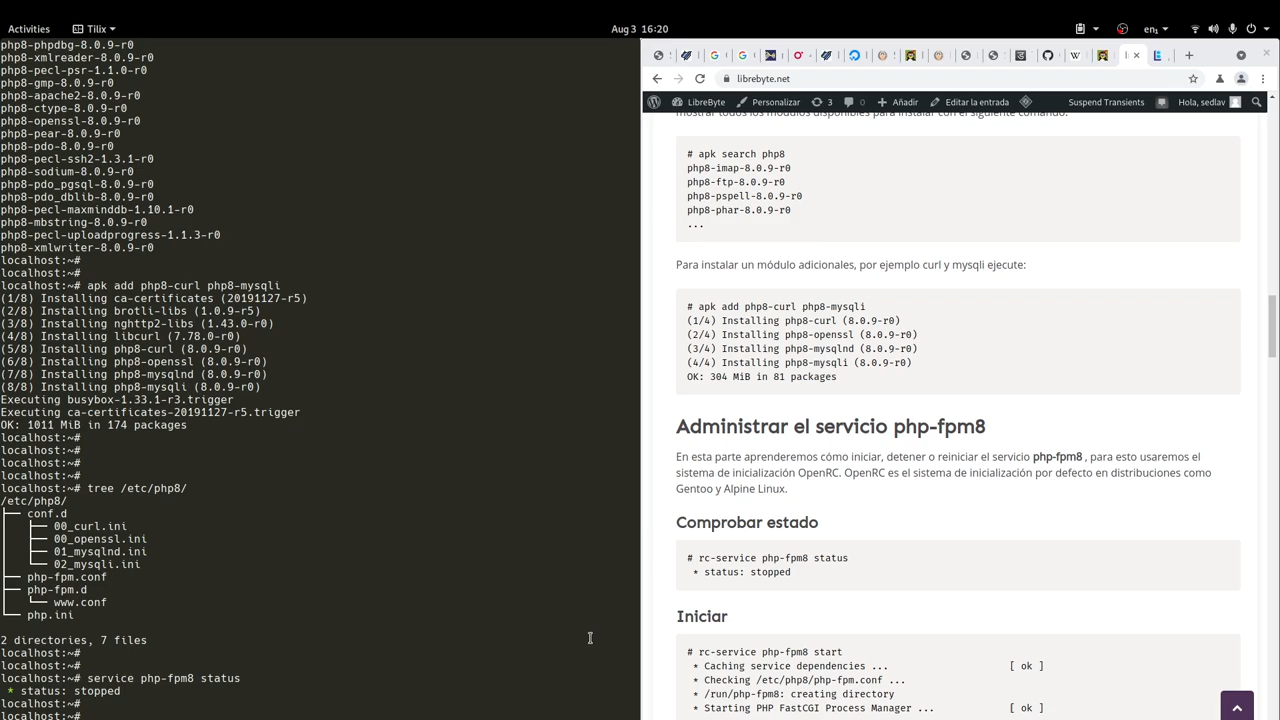 Activities
Tilix
Aug 3 16:20
en₁
php8-phpdbg-8.0.9-r0
php8-xmlreader-8.0.9-r0
php8-pecl-psr-1.1.0-r0
php8-gmp-8.0.9-r0
php8-apache2-8.0.9-r0
php8-ctype-8.0.9-r0
php8-openssl-8.0.9-r0
php8-pear-8.0.9-r0
php8-pdo-8.0.9-r0
php8-pecl-ssh2-1.3.1-r0
php8-sodium-8.0.9-r0
php8-pdo_pgsql-8.0.9-r0
php8-pdo_dblib-8.0.9-r0
php8-pecl-maxminddb-1.10.1-r0
php8-mbstring-8.0.9-r0
php8-pecl-uploadprogress-1.1.3-r0
php8-xmlwriter-8.0.9-r0
localhost:~#
localhost:~#
localhost:~# apk add php8-curl php8-mysqli
(1/8) Installing ca-certificates (20191127-r5)
(2/8) Installing brotli-libs (1.0.9-r5)
(3/8) Installing nghttp2-libs (1.43.0-r0)
(4/8) Installing libcurl (7.78.0-r0)
(5/8) Installing php8-curl (8.0.9-r0)
(6/8) Installing php8-openssl (8.0.9-r0)
(7/8) Installing php8-mysqlnd (8.0.9-r0)
(8/8) Installing php8-mysqli (8.0.9-r0)
Executing busybox-1.33.1-r3.trigger
Executing ca-certificates-20191127-r5.trigger
OK: 1011 MiB in 174 packages
localhost:~#
localhost:~#
localhost:~#
localhost:~#
localhost:~# tree /etc/php8/
/etc/php8/
├── conf.d
│   ├── 00_curl.ini
│   ├── 00_openssl.ini
│   ├── 01_mysqlnd.ini
│   └── 02_mysqli.ini
├── php-fpm.conf
├── php-fpm.d
│   └── www.conf
└── php.ini
2 directories, 7 files
localhost:~#
localhost:~#
localhost:~# service php-fpm8 status
* status: stopped
localhost:~#
localhost:~#
librebyte.net
LibreByte
Personalizar
3
0
Añadir
Editar la entrada
Suspend Transients
Hola, sedlav
mostrar todos los módulos disponibles para instalar con el siguiente comando:
# apk search php8
php8-imap-8.0.9-r0
php8-ftp-8.0.9-r0
php8-pspell-8.0.9-r0
php8-phar-8.0.9-r0
...
Para instalar un módulo adicionales, por ejemplo curl y mysqli ejecute:
# apk add php8-curl php8-mysqli
(1/4) Installing php8-curl (8.0.9-r0)
(2/4) Installing php8-openssl (8.0.9-r0)
(3/4) Installing php8-mysqlnd (8.0.9-r0)
(4/4) Installing php8-mysqli (8.0.9-r0)
OK: 304 MiB in 81 packages
Administrar el servicio php-fpm8
En esta parte aprenderemos cómo iniciar, detener o reiniciar el servicio php-fpm8 , para esto usaremos el
sistema de inicialización OpenRC. OpenRC es el sistema de inicialización por defecto en distribuciones como
Gentoo y Alpine Linux.
Comprobar estado
# rc-service php-fpm8 status
* status: stopped
Iniciar
# rc-service php-fpm8 start
* Caching service dependencies ... [ ok ]
* Checking /etc/php8/php-fpm.conf ...
* /run/php-fpm8: creating directory
* Starting PHP FastCGI Process Manager ... [ ok ]